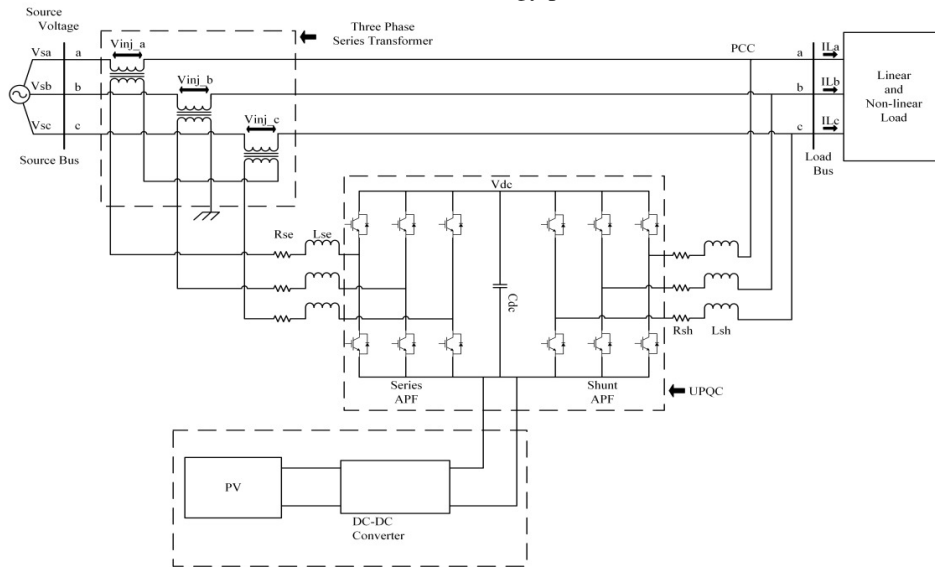 Source
Voltage
Three Phase
Series Transformer
Vsa
a
Vinj_a
PCC
a
ILa
Vsb
b
Vinj_b
b
ILb
Linear
and
Non-linear
Load
Vsc
c
Vinj_c
c
ILc
Source Bus
Load
Bus
Vdc
Rse
Lse
Cdc
Rsh
Lsh
Series
APF
Shunt
APF
UPQC
PV
DC-DC
Converter